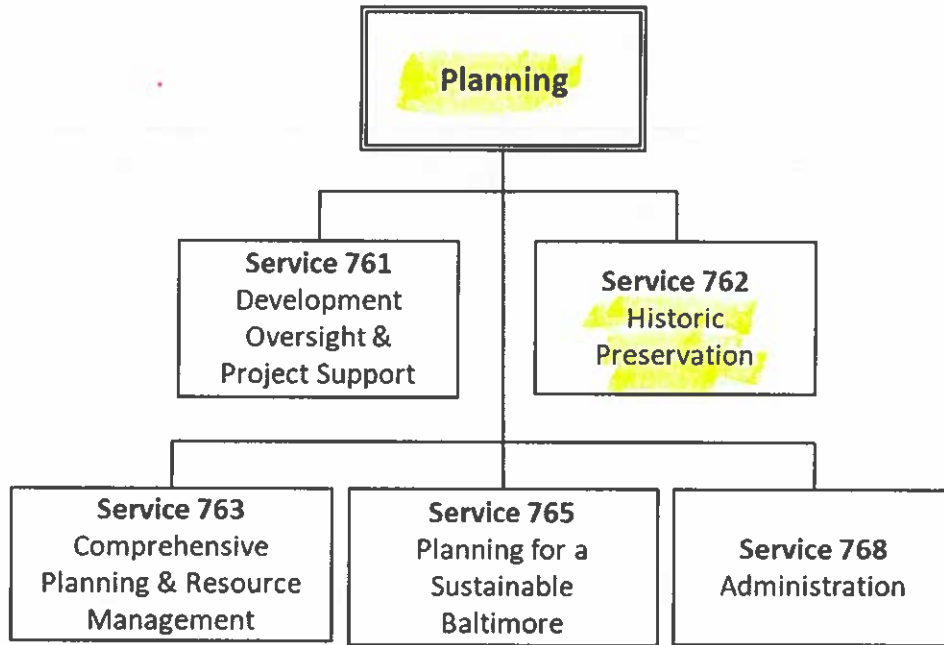 Planning
Service 761
Development
Oversight &
Project Support
Service 762
Historic
Preservation
Service 763
Comprehensive
Planning & Resource
Management
Service 765
Planning for a
Sustainable
Baltimore
Service 768
Administration